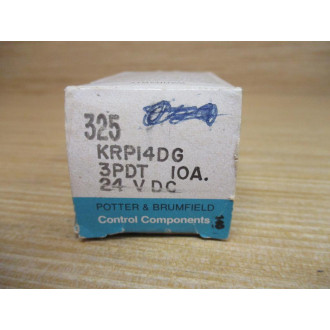 325
KRP14DG
3PDT 10A.
24 VDC
POTTER & BRUMFIELD
Control Components